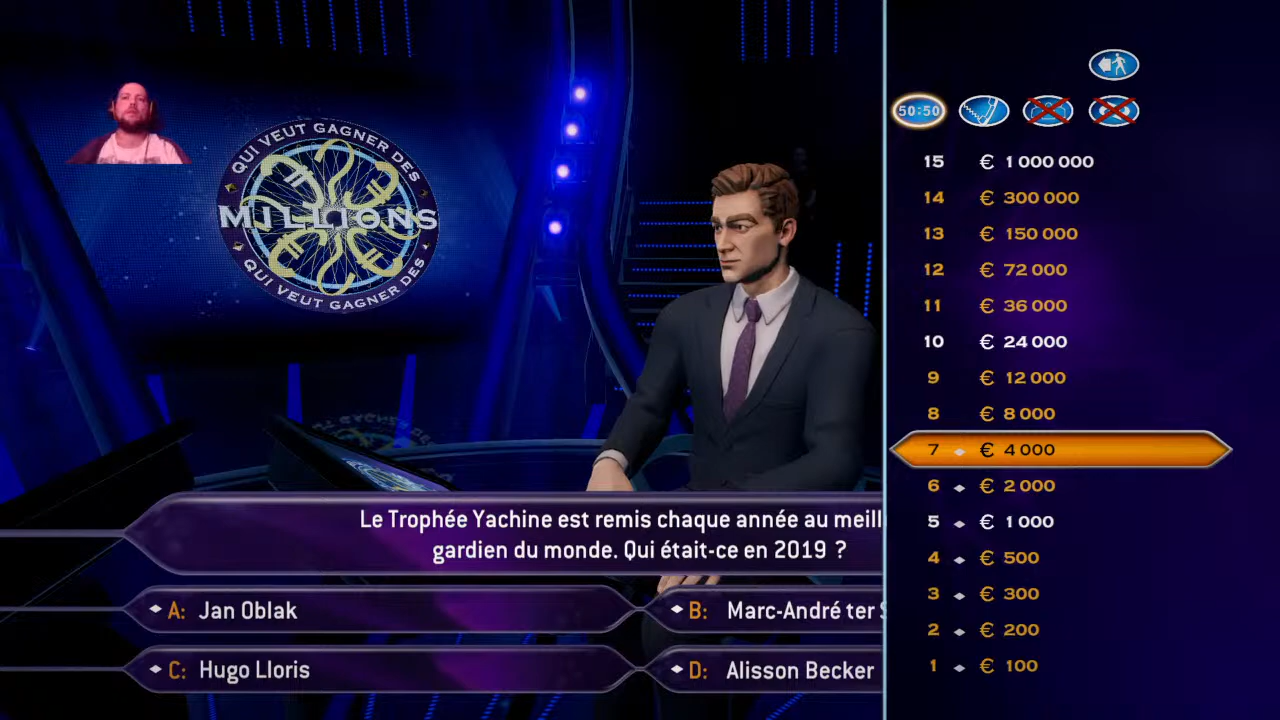 QUI VEUT GAGNER DES
MILLIONS
QUI VEUT GAGNER DES
50:50
15 € 1 000 000
14 € 300 000
13 € 150 000
12 € 72 000
11 € 36 000
10 € 24 000
9 € 12 000
8 € 8 000
7 € 4 000
6 € 2 000
5 € 1 000
4 € 500
3 € 300
2 € 200
1 € 100
Le Trophée Yachine est remis chaque année au
gardien du monde. Qui était-ce en 2019 ?
A: Jan Oblak
B: Marc-André ter
C: Hugo Lloris
D: Alisson Becker